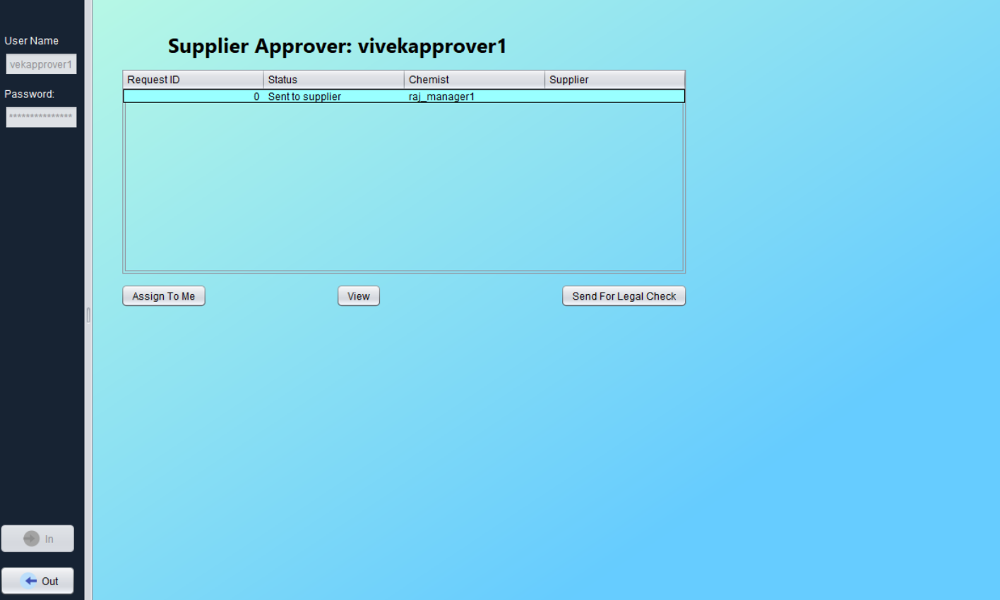 User Name
vekapprover1
Password:
***************
In
Out
Supplier Approver: vivekapprover1
Request ID Status Chemist Supplier
0 Sent to supplier raj_manager1
Assign To Me View Send For Legal Check